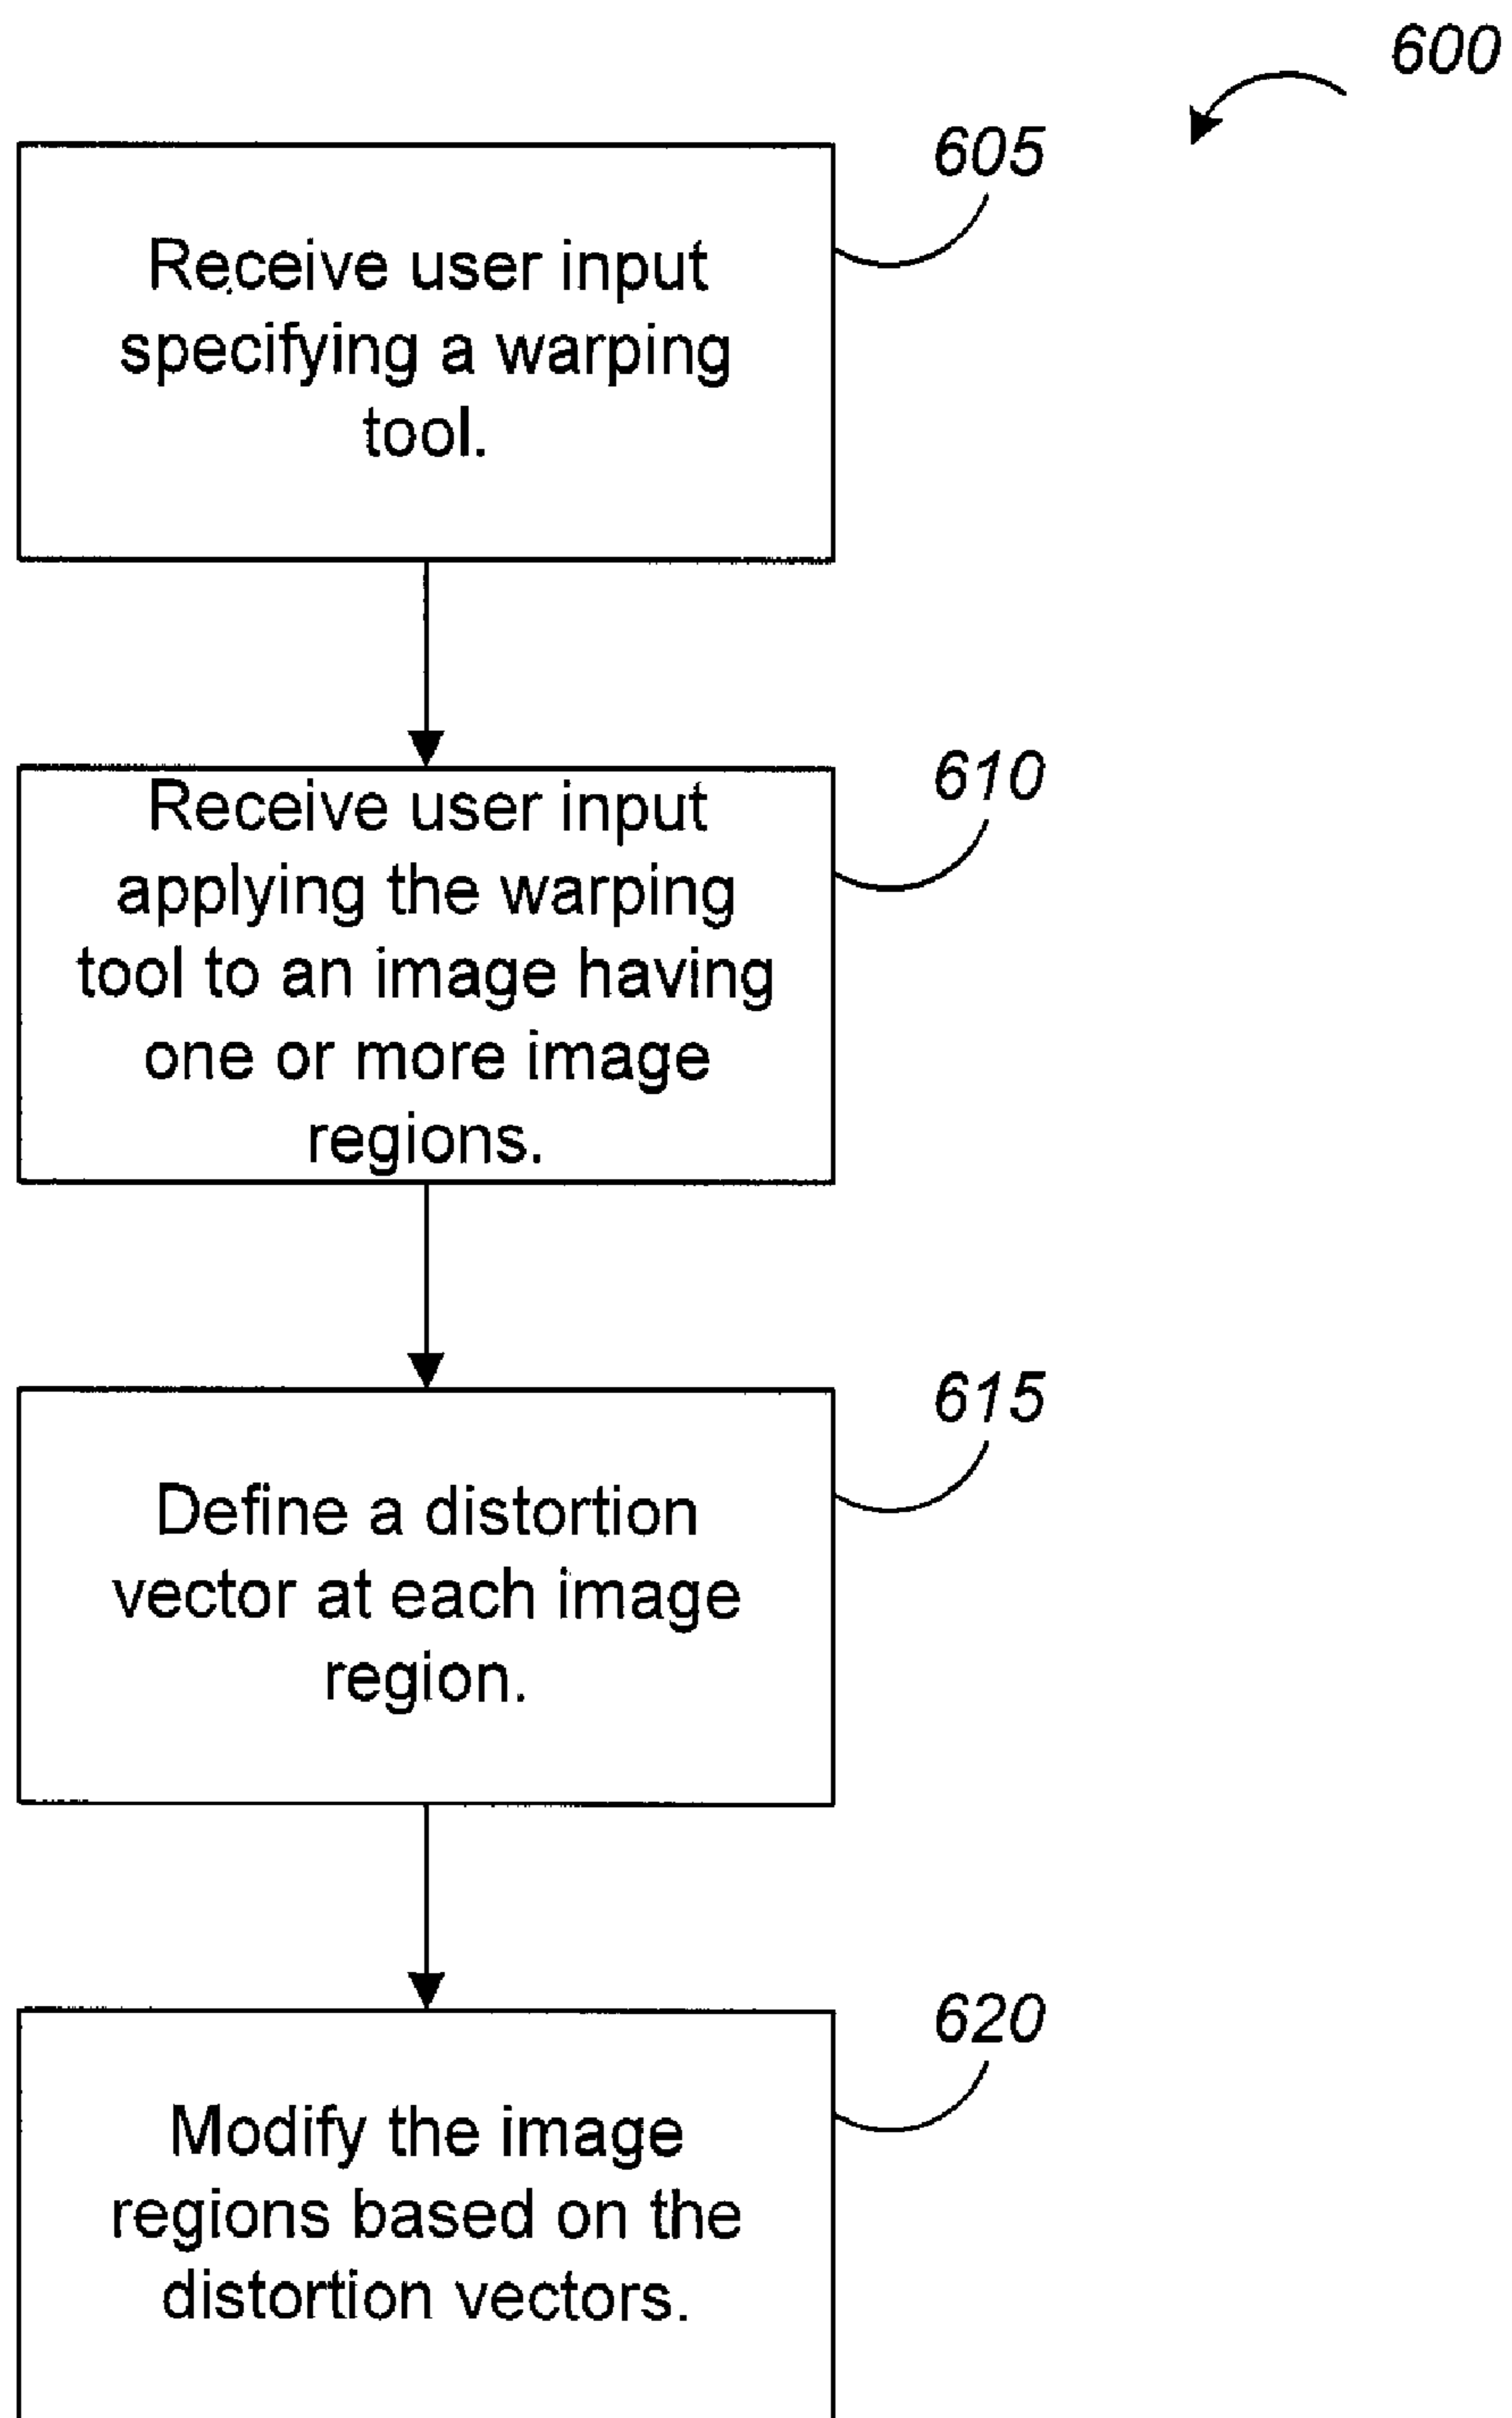 600
605
Receive user input
specifying a warping
tool.
610
Receive user input
applying the warping
tool to an image having
one or more image
regions.
615
Define a distortion
vector at each image
region.
620
Modify the image
regions based on the
distortion vectors.